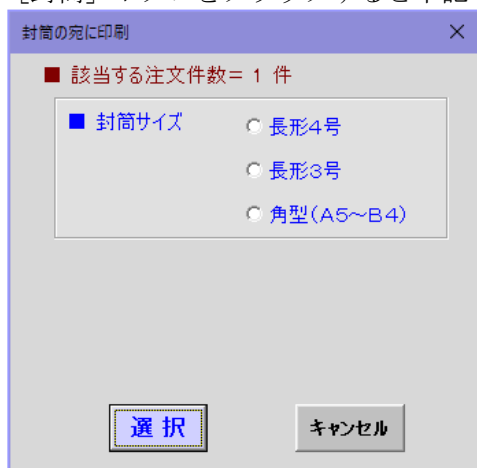 封筒の宛に印刷
■ 該当する注文件数= 1 件
■ 封筒サイズ
長形4号
長形3号
角型(A5～B4)
選 択
キャンセル